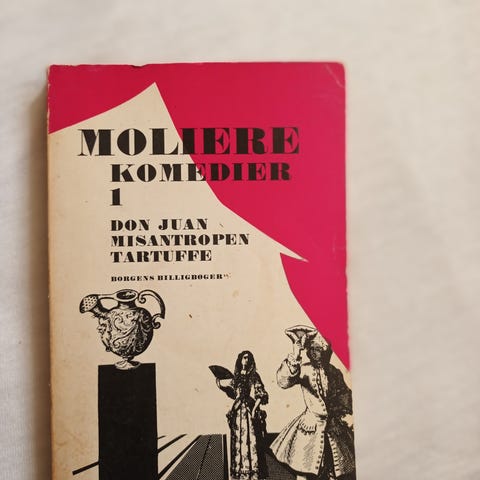 MOLIERE
KOMEDIER
1
DON JUAN
MISANTROPEN
TARTUFFE
BORGENS BILLIGBØGER